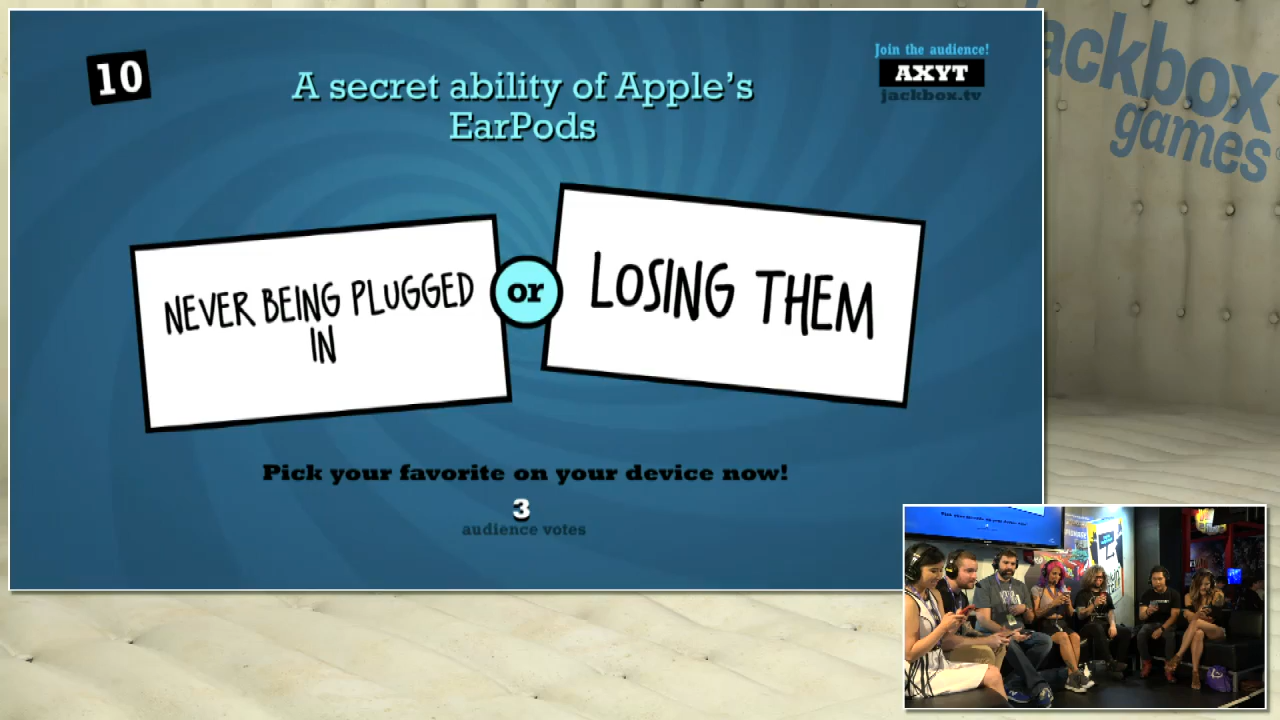 10
A secret ability of Apple's
EarPods
Join the audience!
AXYT
jackbox.tv
NEVER BEING PLUGGED
IN
or
LOSING THEM
Pick your favorite on your device now!
3
audience votes
jackbox
games